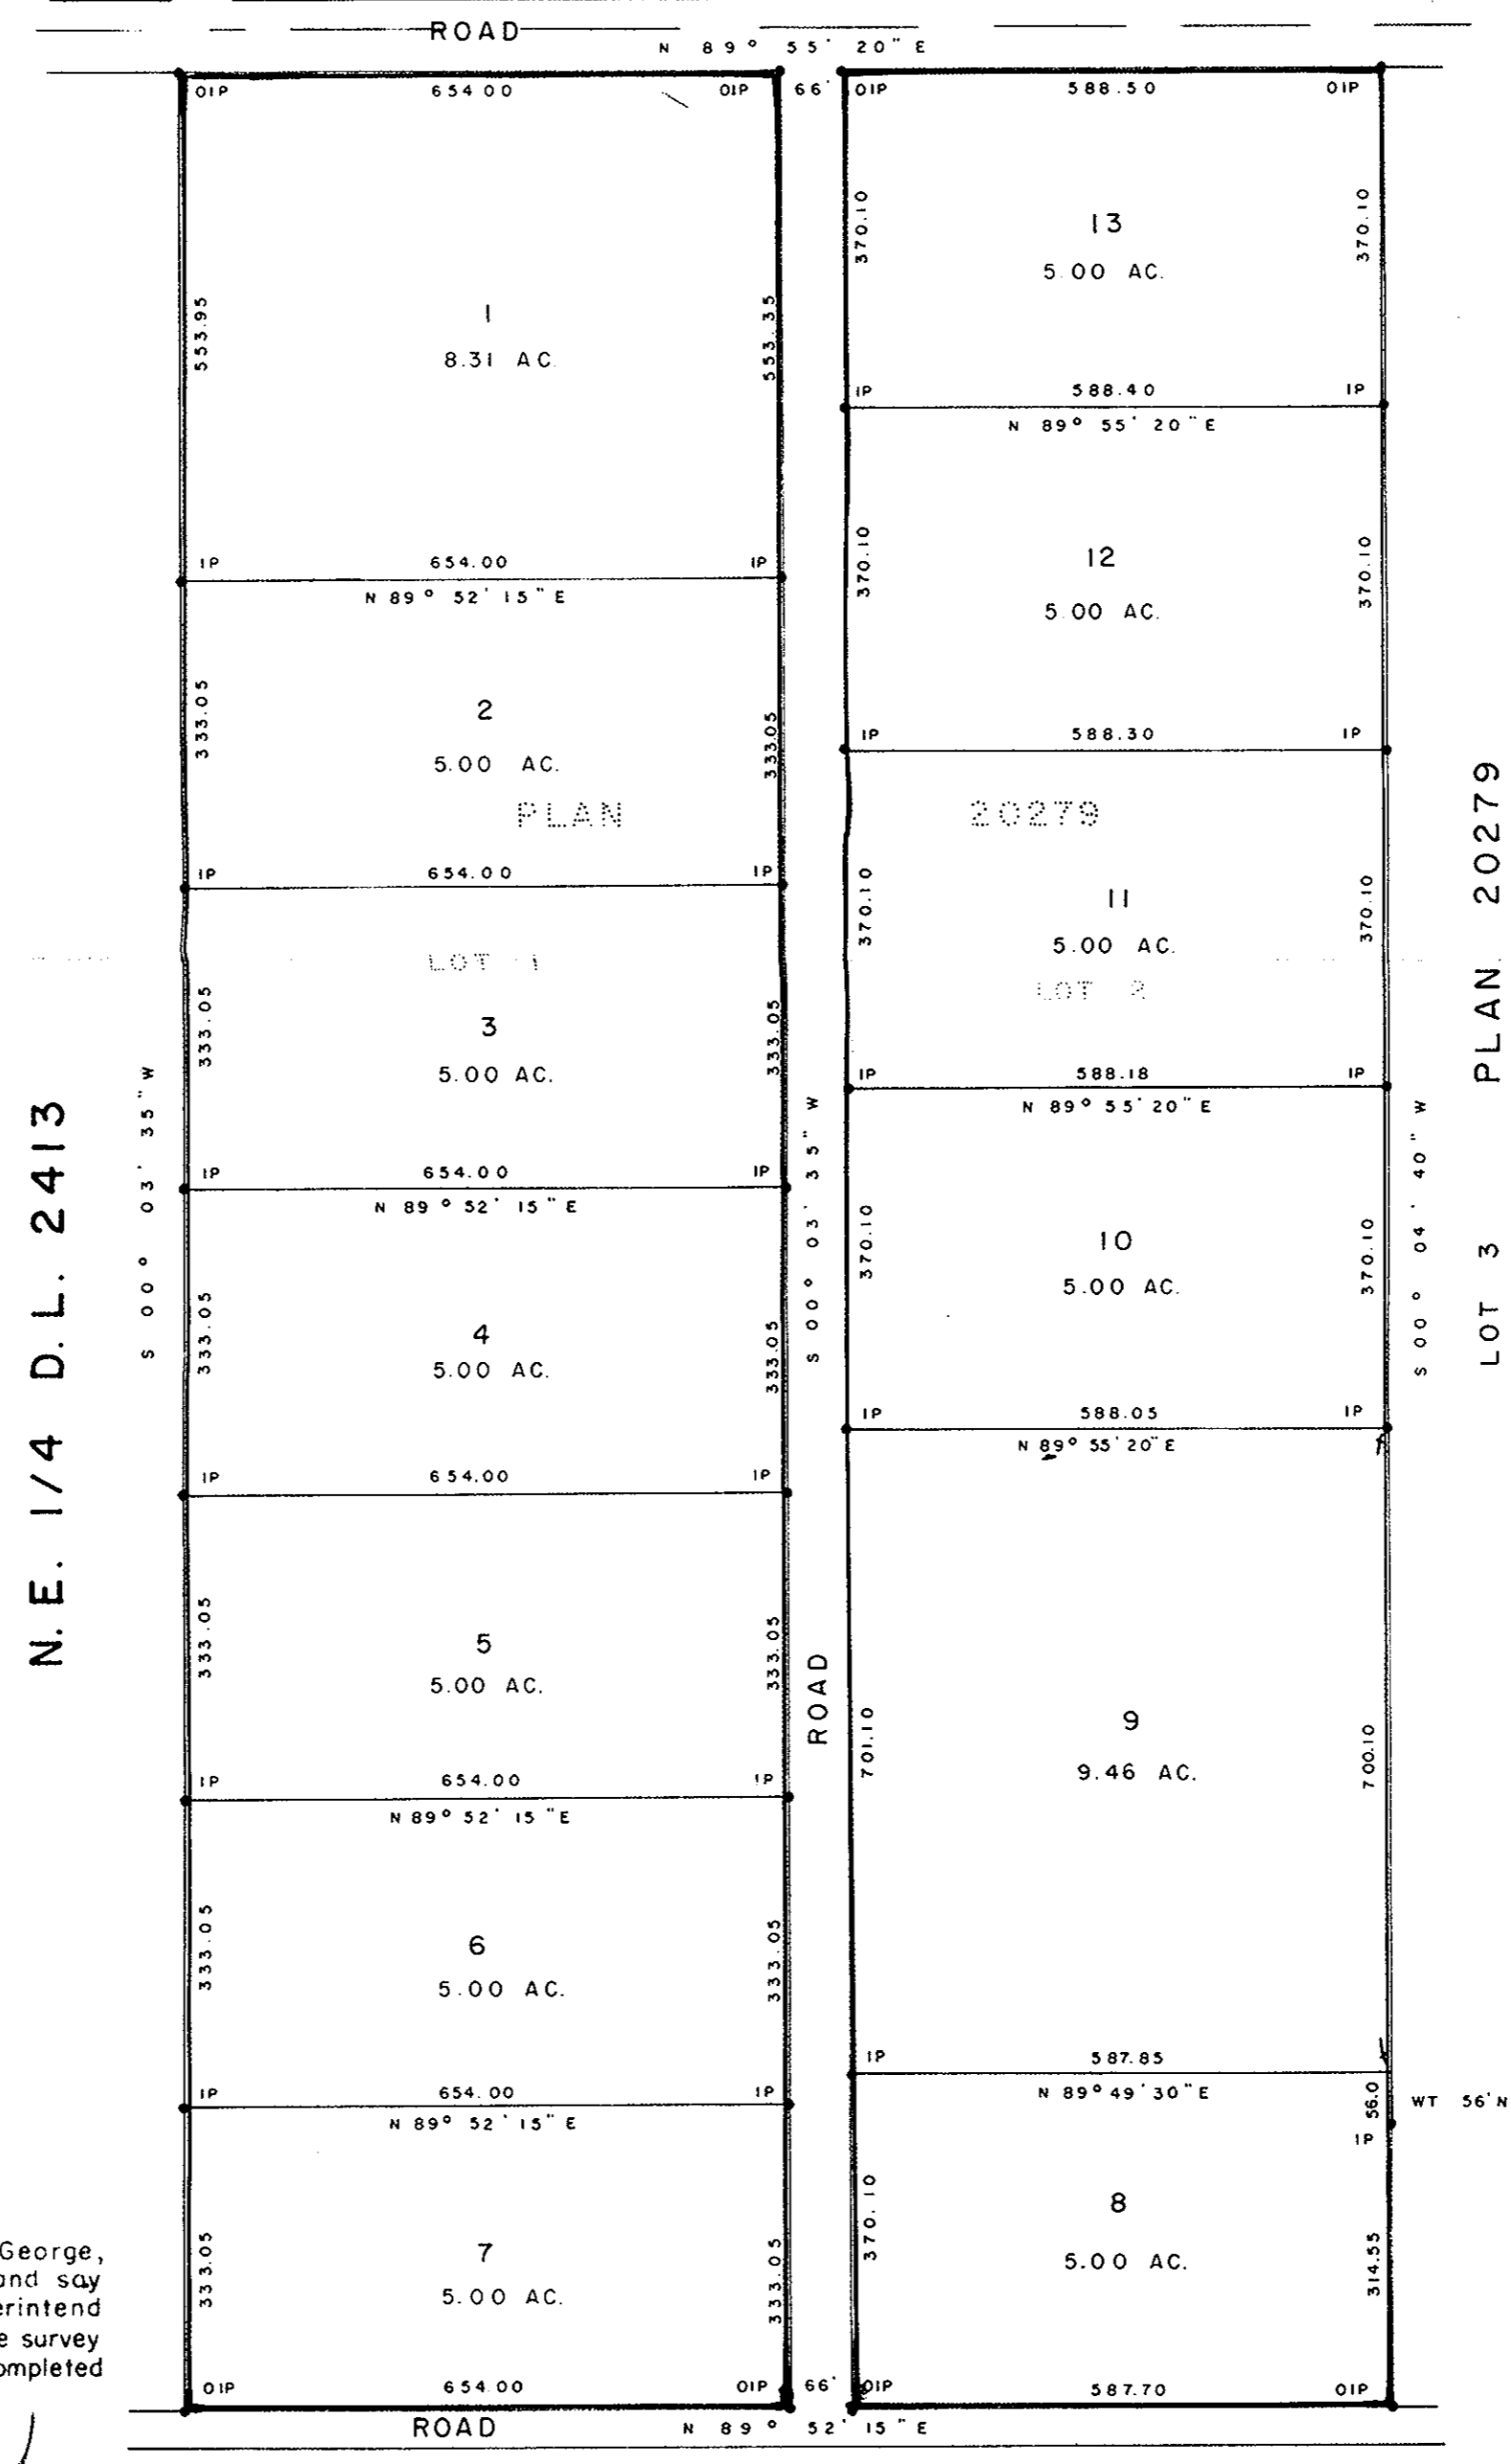 ROAD
N 89° 55' 20" E
OIP 654.00 OIP 66' OIP 588.50 OIP
553.95
1
8.31 AC.
553.35
370.10
13
5.00 AC.
370.10
IP 588.40 IP
N 89° 55' 20" E
IP 654.00 IP
N 89° 52' 15" E
370.10
12
5.00 AC.
370.10
333.05
2
5.00 AC.
333.05
IP 588.30 IP
PLAN 20279
IP 654.00 IP
LOT 1
370.10
11
5.00 AC.
370.10
LOT 2
333.05
3
5.00 AC.
333.05
IP 588.18 IP
N 89° 55' 20" E
IP 654.00 IP
N 89° 52' 15" E
370.10
10
5.00 AC.
370.10
333.05
4
5.00 AC.
333.05
IP 588.05 IP
N 89° 55' 20" E
IP 654.00 IP
333.05
5
5.00 AC.
333.05
701.10
9
9.46 AC.
700.10
IP 654.00 IP
N 89° 52' 15" E
333.05
6
5.00 AC.
333.05
IP 587.85
N 89° 49' 30" E
56.0
WT 56' N
IP
IP 654.00 IP
N 89° 52' 15" E
370.10
8
5.00 AC.
314.55
333.05
7
5.00 AC.
333.05
OIP 654.00 OIP 66' OIP 587.70 OIP
ROAD
N 89° 52' 15" E
N.E. 1/4 D.L. 2413
S 00° 03' 35" W
S 00° 03' 35" W
ROAD
S 00° 04' 40" W
LOT 3 PLAN 20279
George,
and say
erintend
e survey
ompleted